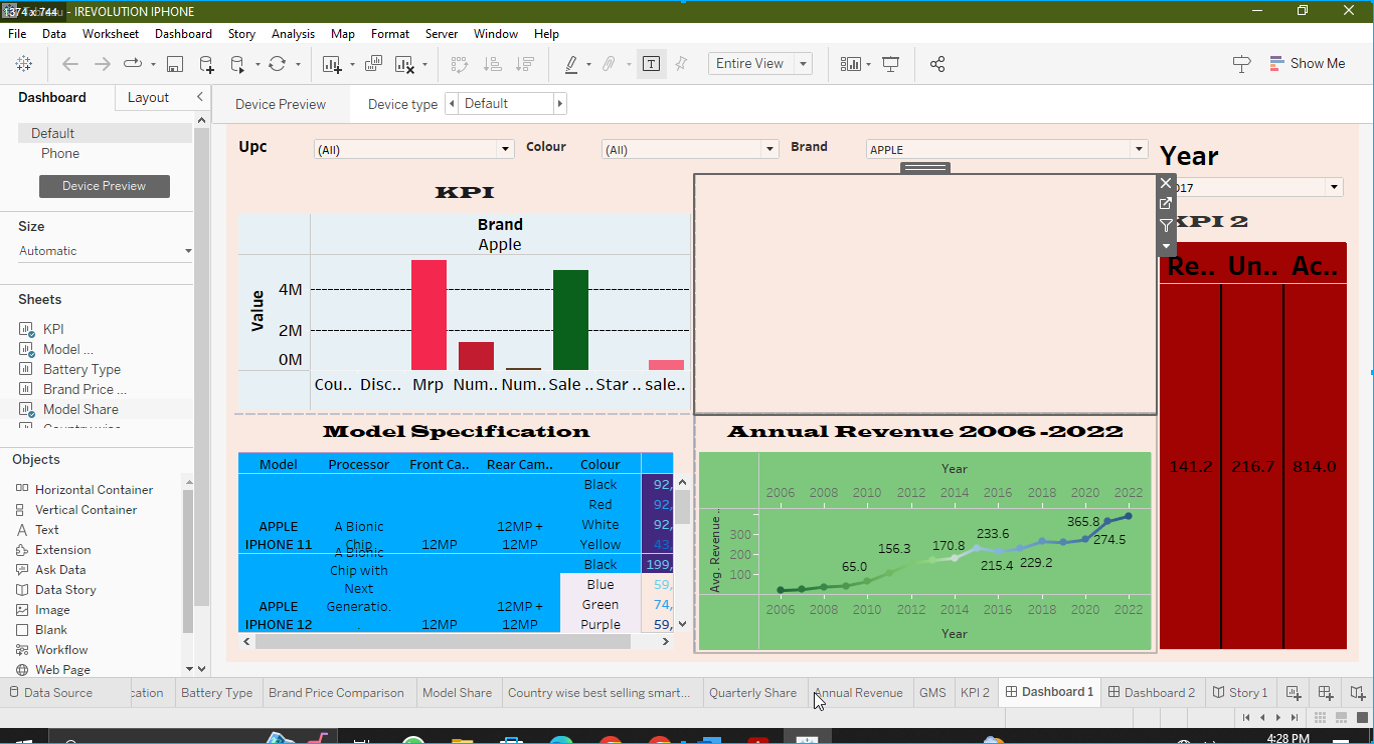 1374 x 744 - IREVOLUTION IPHONE
File Data Worksheet Dashboard Story Analysis Map Format Server Window Help
Entire View
Show Me
Dashboard Layout
Device Preview Device type Default
Default
Phone
Device Preview
Size
Automatic
Sheets
KPI
Model ...
Battery Type
Brand Price ...
Model Share
Objects
Horizontal Container
Vertical Container
Text
Extension
Ask Data
Data Story
Image
Blank
Workflow
Web Page
Upc (All) Colour (All) Brand APPLE
Year
017
KPI
Brand
Apple
Value
4M
2M
0M
Cou.. Disc.. Mrp Num.. Num.. Sale .. Star .. sale..
KPI 2
Re.. Un.. Ac..
141.2 216.7 814.0
Model Specification
Model Processor Front Ca.. Rear Cam.. Colour
Black 92,
Red 92,
APPLE IPHONE 11 A Bionic Chip 12MP 12MP + 12MP White 92,
Yellow 43,
APPLE IPHONE 12 A Bionic Chip with Next Generatio. . 12MP 12MP + 12MP Black 199,
Blue 59,
Green 74,
Purple 59,
Annual Revenue 2006-2022
Year
2006 2008 2010 2012 2014 2016 2018 2020 2022
Avg. Revenue..
300
200
100
65.0 156.3 170.8 233.6 215.4 229.2 365.8 274.5
2006 2008 2010 2012 2014 2016 2018 2020 2022
Year
Data Source cation Battery Type Brand Price Comparison Model Share Country wise best selling smart... Quarterly Share Annual Revenue GMS KPI 2 Dashboard 1 Dashboard 2 Story 1
4:28 PM